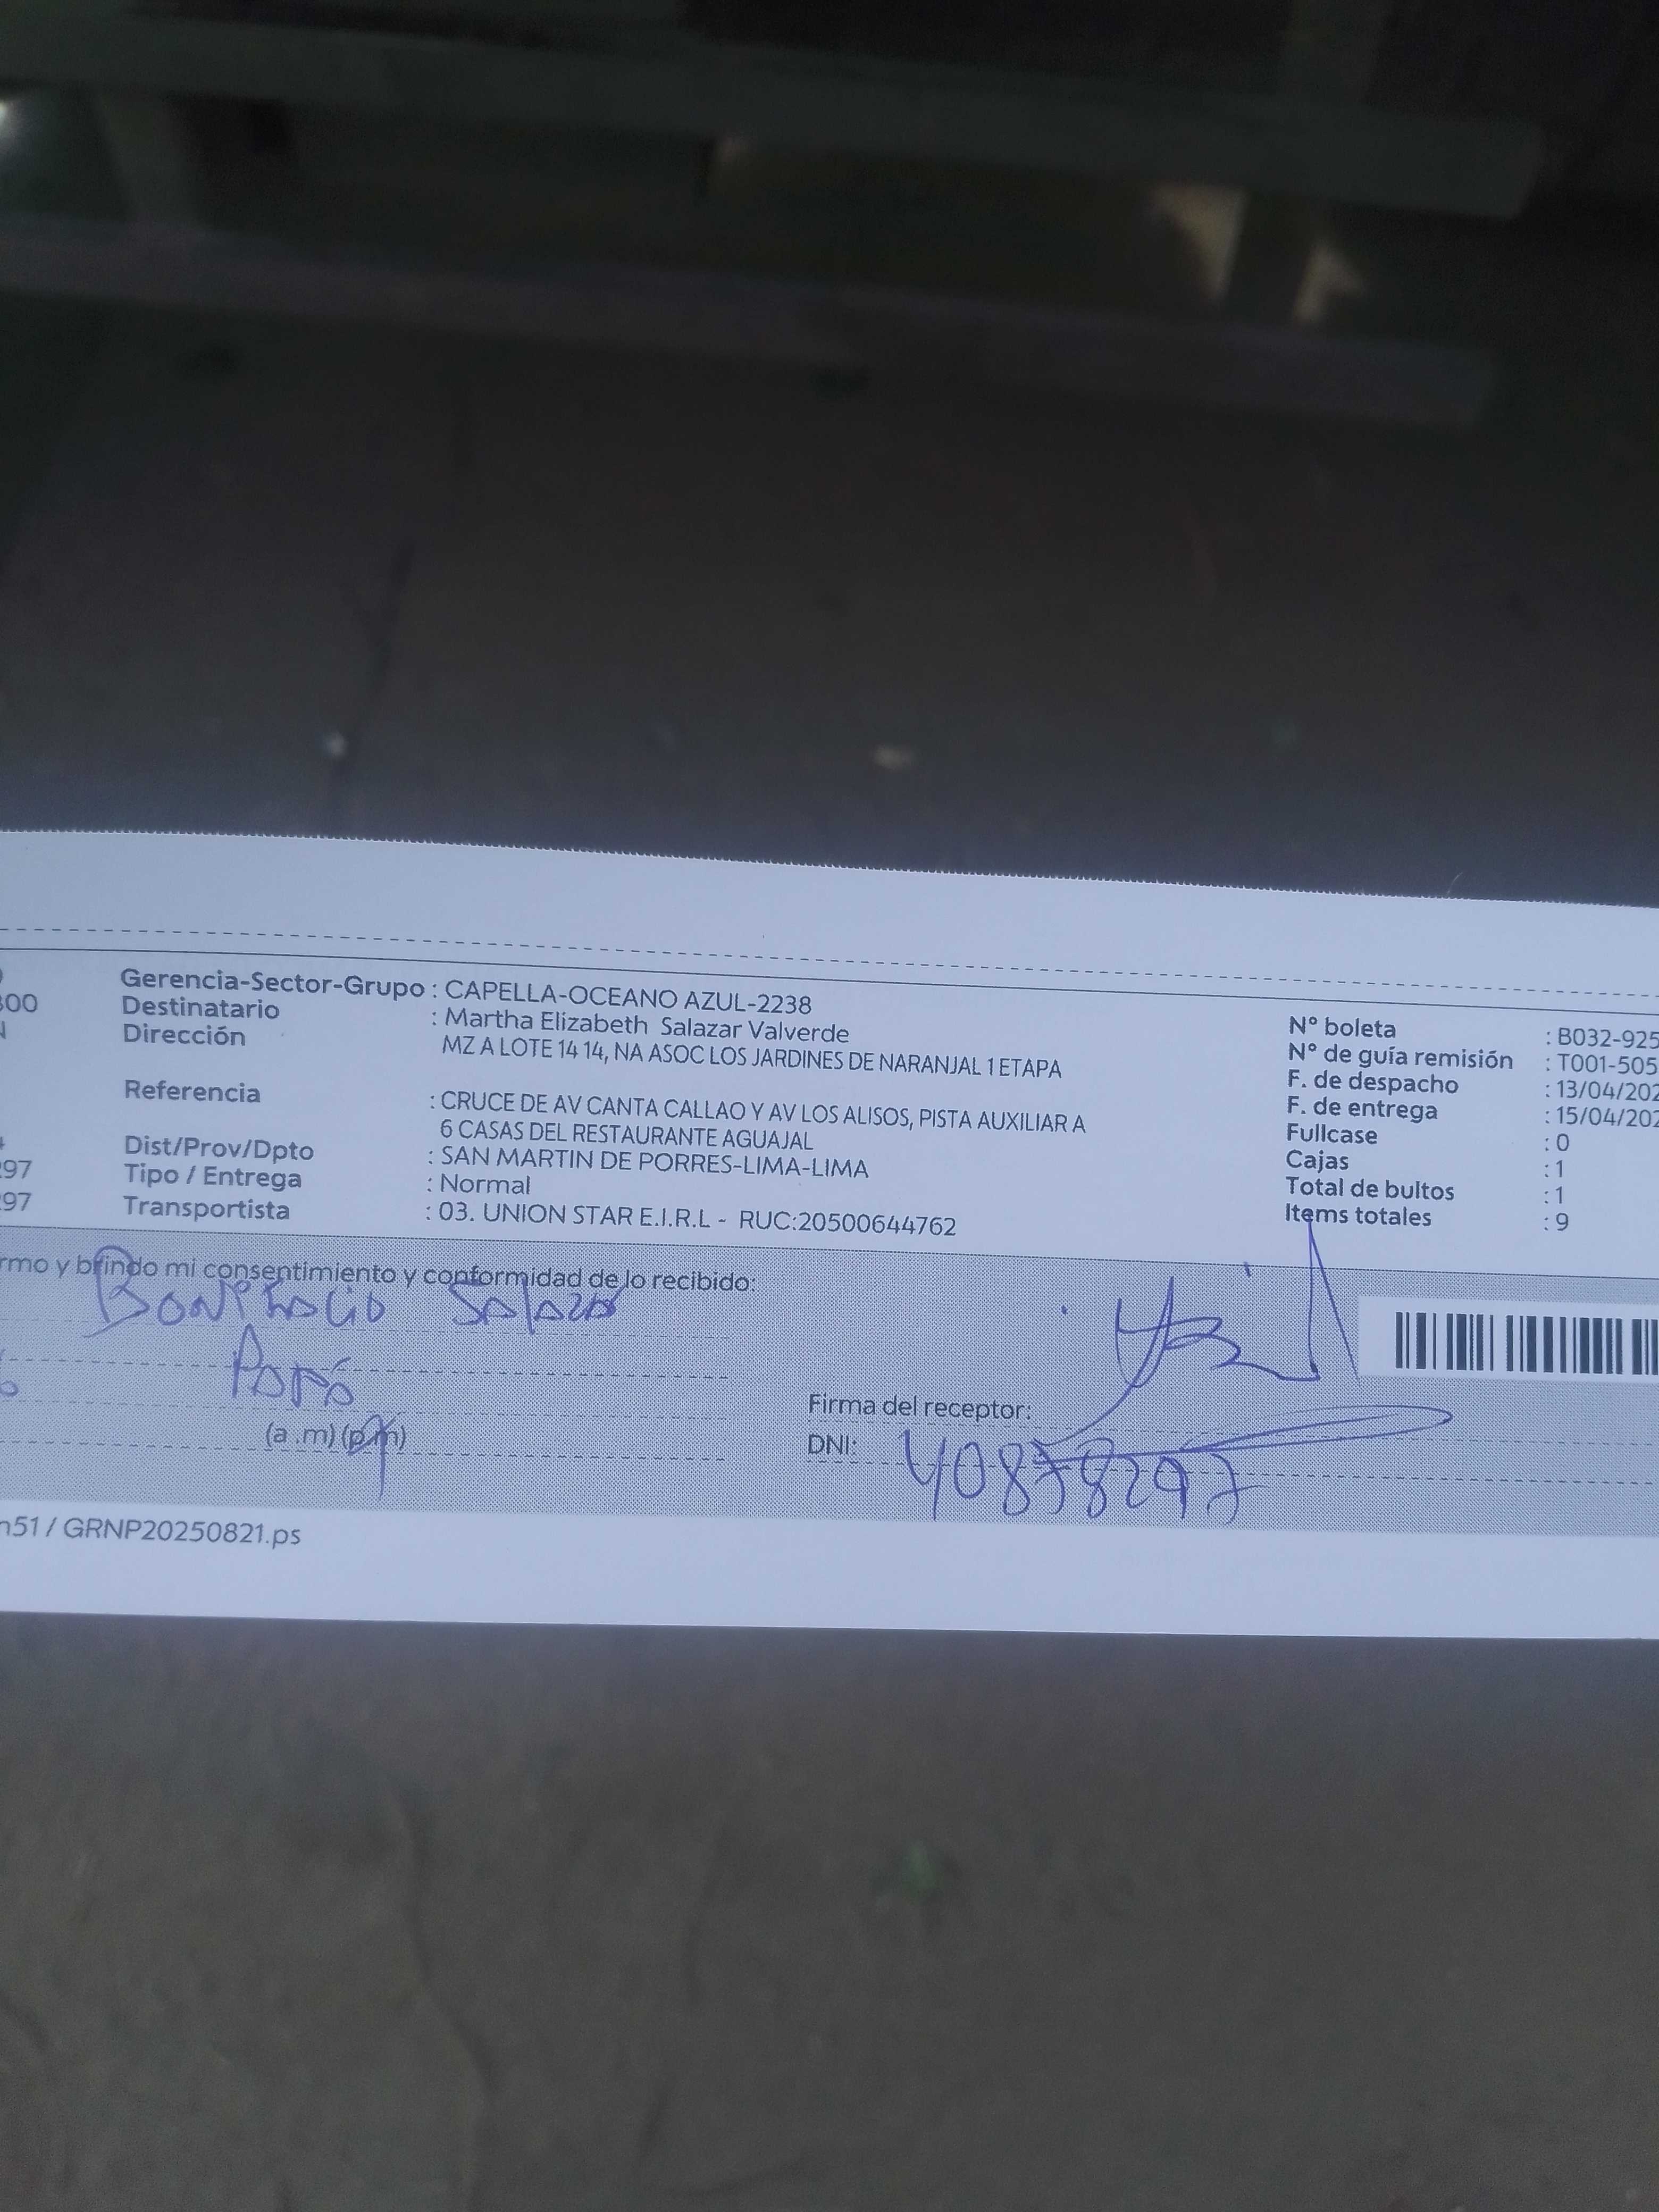 Gerencia-Sector-Grupo : CAPELLA-OCEANO AZUL-2238
300 Destinatario : Martha Elizabeth Salazar Valverde
Dirección MZ A LOTE 14 14, NA ASOC LOS JARDINES DE NARANJAL 1 ETAPA
Referencia : CRUCE DE AV CANTA CALLAO Y AV LOS ALISOS, PISTA AUXILIAR A
6 CASAS DEL RESTAURANTE AGUAJAL
Dist/Prov/Dpto : SAN MARTIN DE PORRES-LIMA-LIMA
297 Tipo / Entrega : Normal
297 Transportista : 03. UNION STAR E.I.R.L - RUC:20500644762
N° boleta : B032-925
N° de guía remisión : T001-505
F. de despacho : 13/04/202
F. de entrega : 15/04/202
Fullcase : 0
Cajas : 1
Total de bultos : 1
Items totales : 9
rmo y brindo mi consentimiento y conformidad de lo recibido:
Bonifacio Salazar
Papá
(a .m) (p.m)
Firma del receptor:
DNI: 40878297
n51 / GRNP20250821.ps